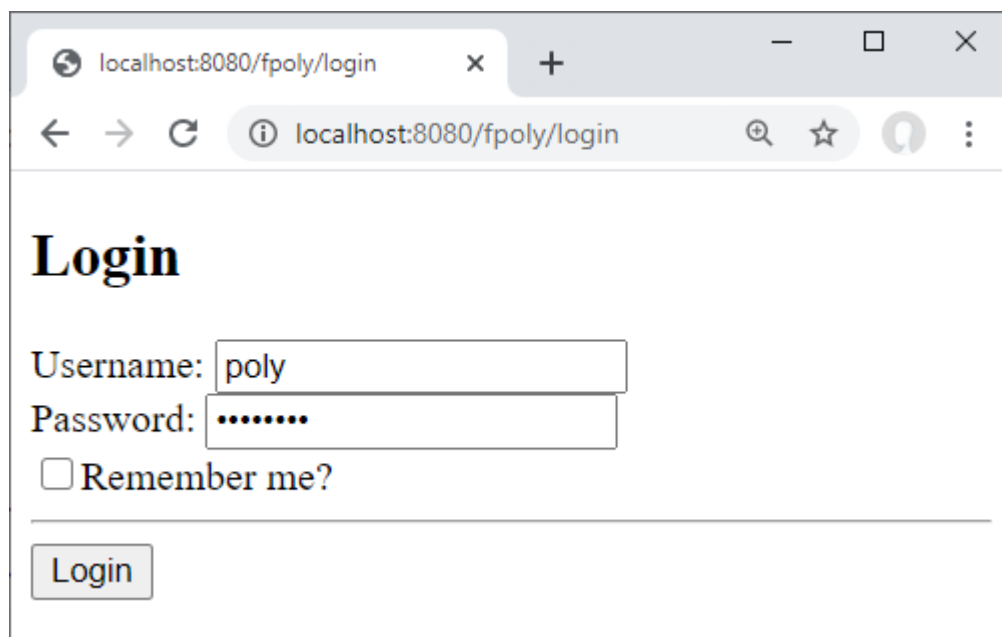 localhost:8080/fpoly/login
localhost:8080/fpoly/login
Login
Username: poly
Password: ••••••••
Remember me?
Login